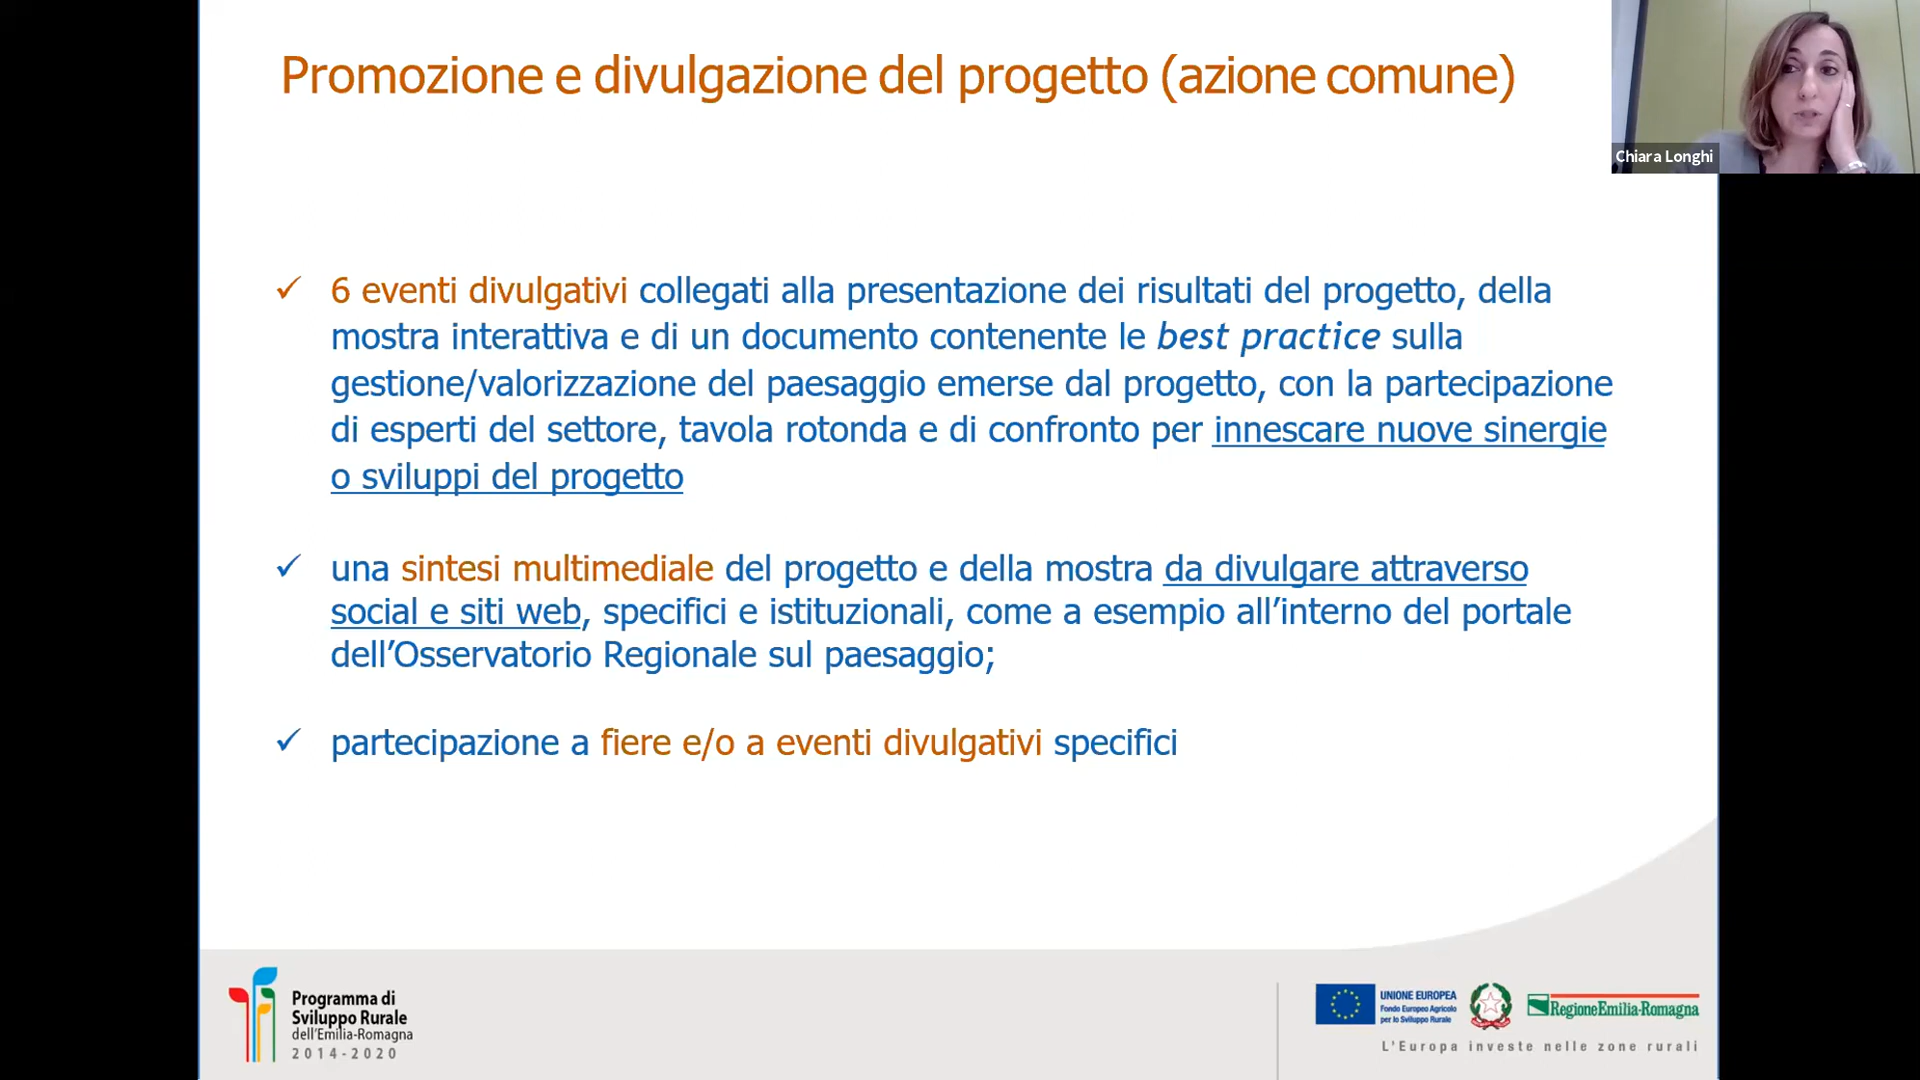 Promozione e divulgazione del progetto (azione comune)
Chiara Longhi
✓ 6 eventi divulgativi collegati alla presentazione dei risultati del progetto, della
mostra interattiva e di un documento contenente le best practice sulla
gestione/valorizzazione del paesaggio emerse dal progetto, con la partecipazione
di esperti del settore, tavola rotonda e di confronto per innescare nuove sinergie
o sviluppi del progetto
✓ una sintesi multimediale del progetto e della mostra da divulgare attraverso
social e siti web, specifici e istituzionali, come a esempio all’interno del portale
dell’Osservatorio Regionale sul paesaggio;
✓ partecipazione a fiere e/o a eventi divulgativi specifici
Programma di
Sviluppo Rurale
dell'Emilia-Romagna
2014-2020
UNIONE EUROPEA
Fondo Europeo Agricolo
per lo Sviluppo Rurale
RegioneEmilia-Romagna
L'Europa investe nelle zone rurali